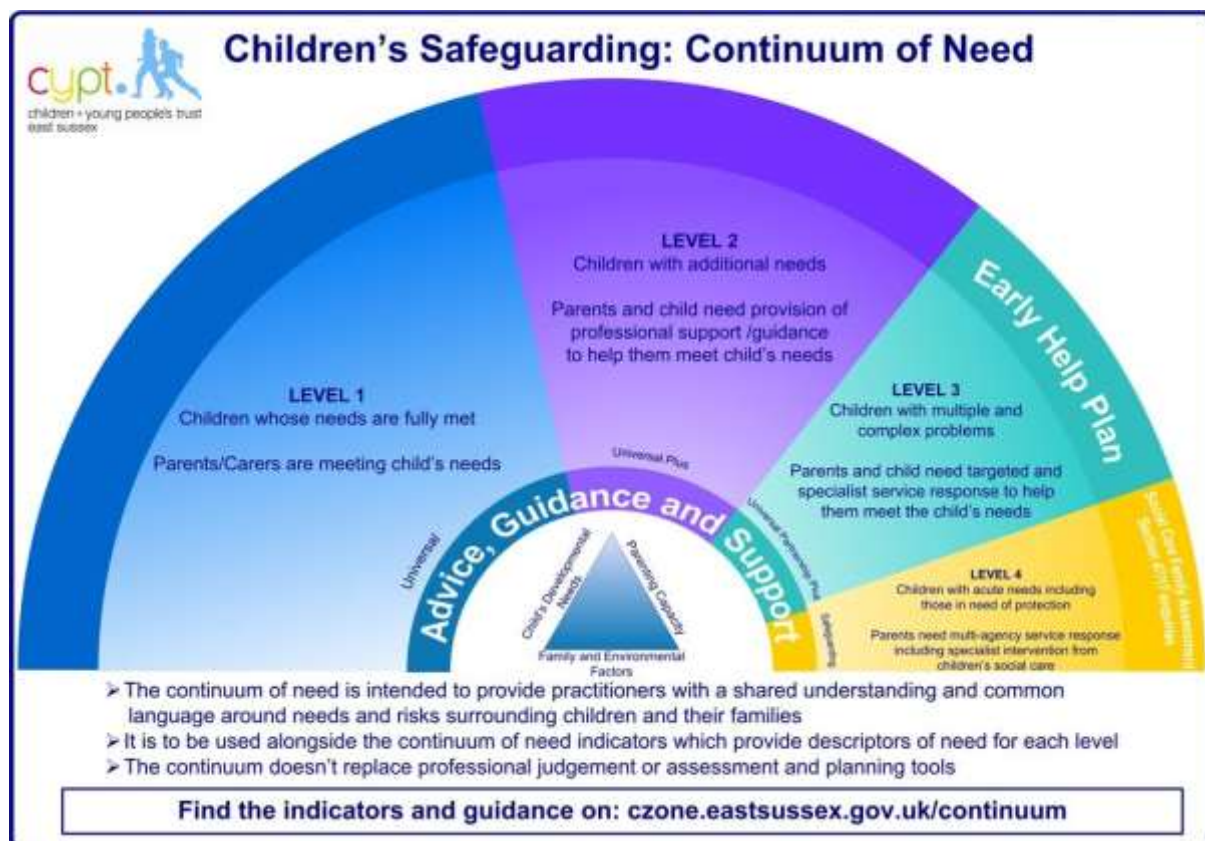 Children's Safeguarding: Continuum of Need
cypt.
children + young people's trust
east sussex
LEVEL 1
Children whose needs are fully met
Parents/Carers are meeting child's needs
LEVEL 2
Children with additional needs
Parents and child need provision of
professional support /guidance
to help them meet child's needs
LEVEL 3
Children with multiple and
complex problems
Parents and child need targeted and
specialist service response to help
them meet the child's needs
Early Help Plan
LEVEL 4
Children with acute needs including
those in need of protection
Parents need multi-agency service response
including specialist intervention from
children's social care
Social Care Family Assessment
Universal
Universal Plus
Universal Partnership Plus
Safeguarding
Advice, Guidance and Support
Child's Developmental
Needs
Parenting Capacity
Family and Environmental
Factors
➤ The continuum of need is intended to provide practitioners with a shared understanding and common
language around needs and risks surrounding children and their families
➤ It is to be used alongside the continuum of need indicators which provide descriptors of need for each level
➤ The continuum doesn't replace professional judgement or assessment and planning tools
Find the indicators and guidance on: czone.eastsussex.gov.uk/continuum